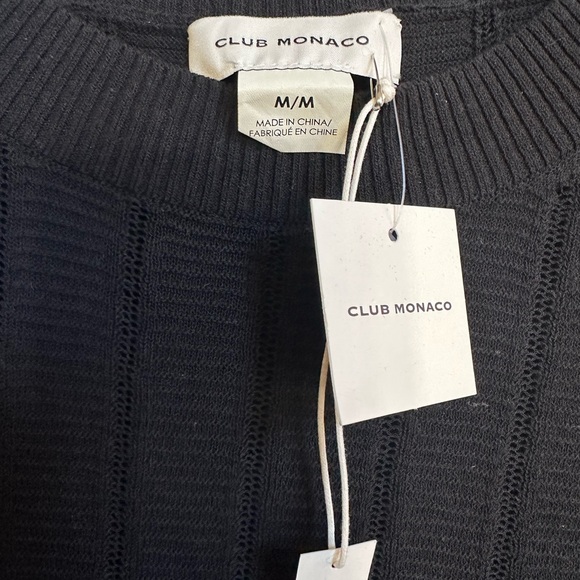 CLUB MONACO
M/M
MADE IN CHINA/
FABRIQUÉ EN CHINE
CLUB MONACO